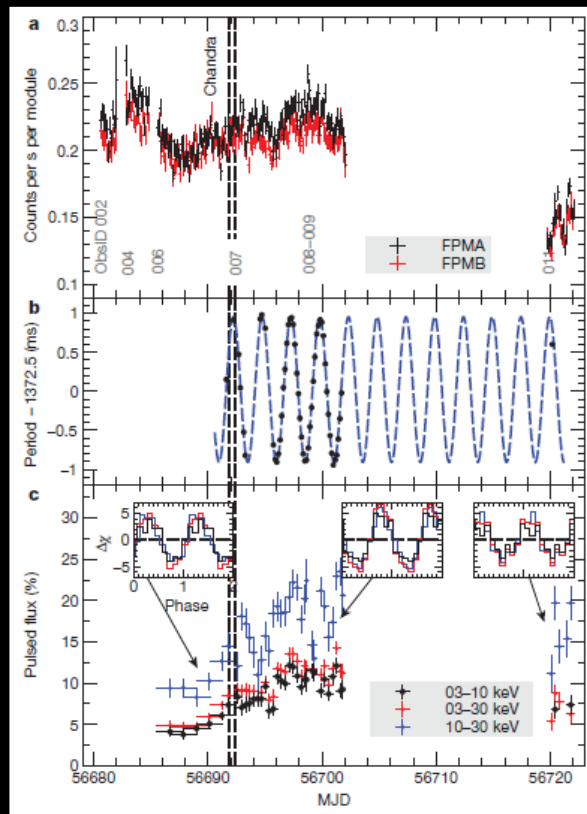 a
0.3
0.25
0.2
0.15
0.1
Counts per s per module
Chandra
ObsID 002
004
006
007
008–009
011
FPMA
FPMB
b
1
0.5
0
-0.5
-1
Period – 1372.5 (ms)
c
30
25
20
15
10
5
0
Pulsed flux (%)
5
0
−5
Δχ
0
1
2
Phase
03–10 keV
03–30 keV
10–30 keV
56680
56690
56700
56710
56720
MJD